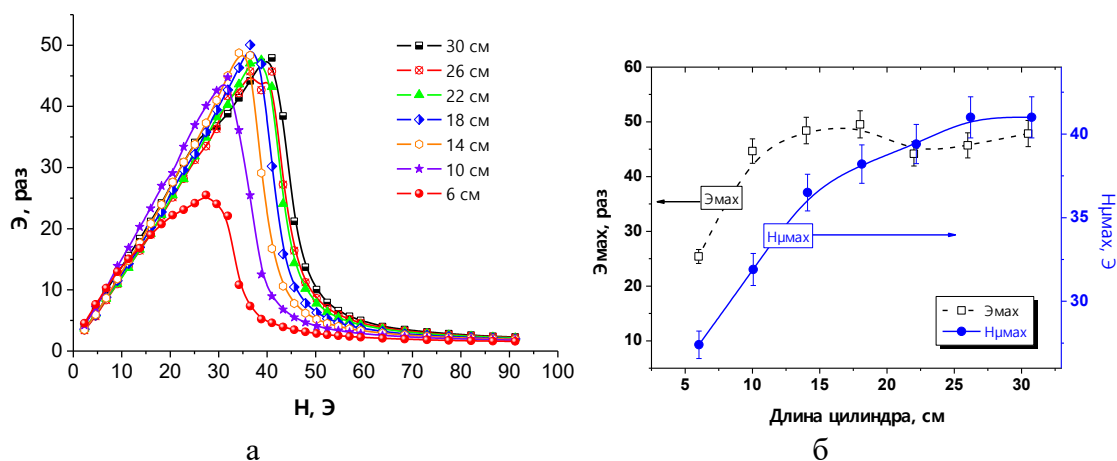 Э, раз
50
40
30
20
10
0
0 10 20 30 40 50 60 70 80 90 100
Н, Э
30 см
26 см
22 см
18 см
14 см
10 см
6 см
а
Эмах, раз
60
50
40
30
20
10
5 10 15 20 25 30
Длина цилиндра, см
40
35
30
Нμмах, Э
Эмах
Нμмах
Эмах
Нμмах
б